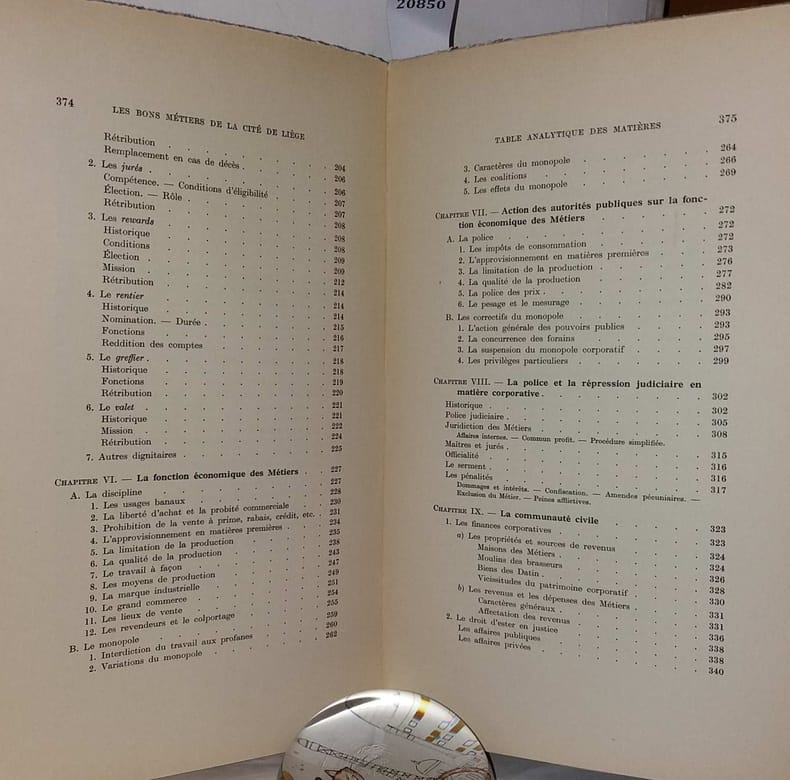 20850
374
LES BONS MÉTIERS DE LA CITÉ DE LIÈGE
Rétribution . . . . . . . 204
Remplacement en cas de décès . . . . . 206
2. Les jurés . . . . . . . 206
Compétence. — Conditions d'éligibilité . . . 207
Élection. — Rôle . . . . . . . 207
Rétribution . . . . . . . 208
3. Les rewards . . . . . . . 208
Historique . . . . . . . 208
Conditions . . . . . . . 209
Élection . . . . . . . 209
Mission . . . . . . . 212
Rétribution . . . . . . . 214
4. Le rentier . . . . . . . 214
Historique . . . . . . . 214
Nomination. — Durée . . . . . . 215
Fonctions . . . . . . . 216
Reddition des comptes . . . . . . 217
5. Le greffier . . . . . . . 218
Historique . . . . . . . 218
Fonctions . . . . . . . 219
Rétribution . . . . . . . 220
6. Le valet . . . . . . . 221
Historique . . . . . . . 221
Mission . . . . . . . 222
Rétribution . . . . . . . 224
7. Autres dignitaires . . . . . . 225
CHAPITRE VI. — La fonction économique des Métiers . . 227
A. La discipline . . . . . . . 227
1. Les usages banaux . . . . . . 228
2. La liberté d'achat et la probité commerciale . . 230
3. Prohibition de la vente à prime, rabais, crédit, etc. . 231
4. L'approvisionnement en matières premières . . 234
5. La limitation de la production . . . . 235
6. La qualité de la production . . . . 238
7. Le travail à façon . . . . . . 243
8. Les moyens de production . . . . . 247
9. La marque industrielle . . . . . 249
10. Le grand commerce . . . . . . 251
11. Les lieux de vente . . . . . . 254
12. Les revendeurs et le colportage . . . . 255
B. Le monopole . . . . . . . 259
1. Interdiction du travail aux profanes . . . 260
2. Variations du monopole . . . . . 262
TABLE ANALYTIQUE DES MATIÈRES
375
3. Caractères du monopole . . . . . 264
4. Les coalitions . . . . . . . 266
5. Les effets du monopole . . . . . 269
CHAPITRE VII. — Action des autorités publiques sur la fonc-
tion économique des Métiers . . . . . 272
A. La police . . . . . . . 272
1. Les impôts de consommation . . . . 272
2. L'approvisionnement en matières premières . . 273
3. La limitation de la production . . . . 276
4. La qualité de la production . . . . 277
5. La police des prix . . . . . . 282
6. Le pesage et le mesurage . . . . . 290
B. Les correctifs du monopole . . . . . 293
1. L'action générale des pouvoirs publics . . . 293
2. La concurrence des forains . . . . . 295
3. La suspension du monopole corporatif . . . 297
4. Les privilèges particuliers . . . . . 299
CHAPITRE VIII. — La police et la répression judiciaire en
matière corporative . . . . . . 302
Historique . . . . . . . 302
Police judiciaire . . . . . . . 305
Juridiction des Métiers . . . . . . 308
Affaires internes. — Commun profit. — Procédure simplifiée.
Maîtres et jurés . . . . . . . 315
Officialité . . . . . . . 316
Le serment . . . . . . . 316
Les pénalités . . . . . . . 317
Dommages et intérêts. — Confiscation. — Amendes pécuniaires. —
Exclusion du Métier. — Peines afflictives.
CHAPITRE IX. — La communauté civile . . . . 323
1. Les finances corporatives . . . . . 323
a) Les propriétés et sources de revenus . . . 324
Maisons des Métiers . . . . . . 324
Moulins des brasseurs . . . . . 326
Biens des Datin . . . . . . 328
Vicissitudes du patrimoine corporatif . . . 330
b) Les revenus et les dépenses des Métiers . . 331
Caractères généraux . . . . . . 331
Affectation des revenus . . . . . 336
2. Le droit d'ester en justice . . . . . 338
Les affaires publiques . . . . . 338
Les affaires privées . . . . . . 340